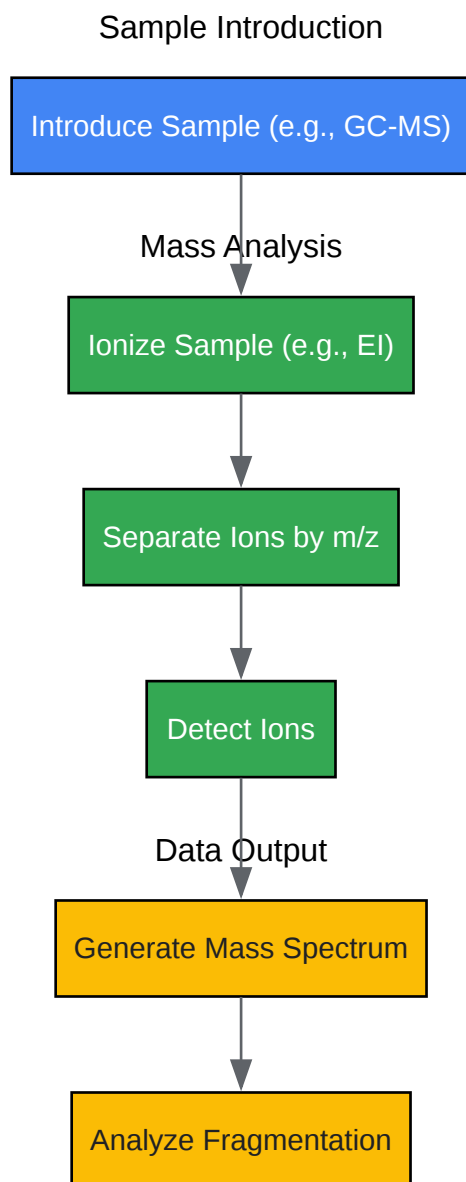 Sample Introduction
Introduce Sample (e.g., GC-MS)
Mass Analysis
Ionize Sample (e.g., EI)
Separate Ions by m/z
Detect Ions
Data Output
Generate Mass Spectrum
Analyze Fragmentation